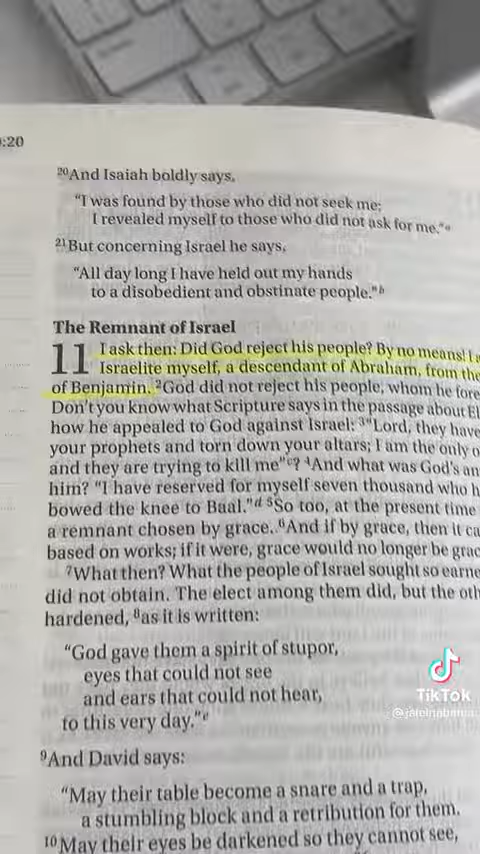 :20
20And Isaiah boldly says,
"I was found by those who did not seek me;
I revealed myself to those who did not ask for me."a
21But concerning Israel he says,
"All day long I have held out my hands
to a disobedient and obstinate people."b
The Remnant of Israel
11 I ask then: Did God reject his people? By no means! I a
Israelite myself, a descendant of Abraham, from the
of Benjamin. 2God did not reject his people, whom he fore
Don't you know what Scripture says in the passage about El
how he appealed to God against Israel: 3"Lord, they have
your prophets and torn down your altars; I am the only o
and they are trying to kill me"c? 4And what was God's an
him? "I have reserved for myself seven thousand who h
bowed the knee to Baal."d 5So too, at the present time
a remnant chosen by grace. 6And if by grace, then it ca
based on works; if it were, grace would no longer be grac
7What then? What the people of Israel sought so earne
did not obtain. The elect among them did, but the oth
hardened, 8as it is written:
"God gave them a spirit of stupor,
eyes that could not see
and ears that could not hear,
to this very day."e
TikTok
9And David says:
"May their table become a snare and a trap,
a stumbling block and a retribution for them.
10May their eyes be darkened so they cannot see,